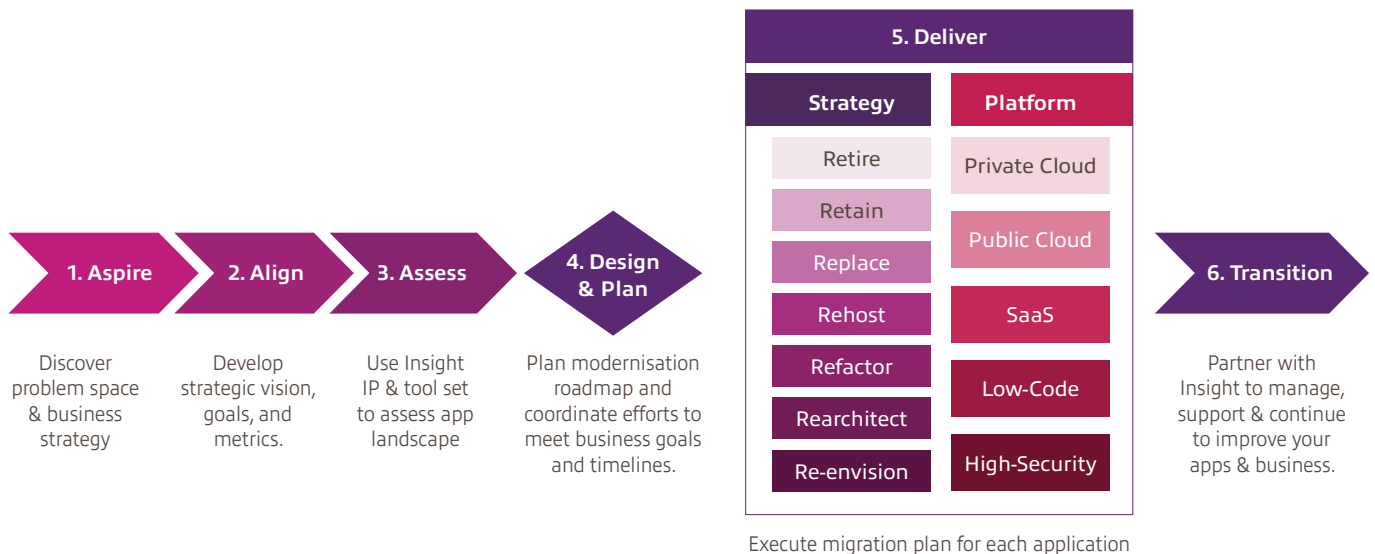 1. Aspire
Discover
problem space
& business
strategy
2. Align
Develop
strategic vision,
goals, and
metrics.
3. Assess
Use Insight
IP & tool set
to assess app
landscape
4. Design
& Plan
Plan modernisation
roadmap and
coordinate efforts to
meet business goals
and timelines.
5. Deliver
Strategy
Retire
Retain
Replace
Rehost
Refactor
Rearchitect
Re-envision
Platform
Private Cloud
Public Cloud
SaaS
Low-Code
High-Security
Execute migration plan for each application
6. Transition
Partner with
Insight to manage,
support & continue
to improve your
apps & business.